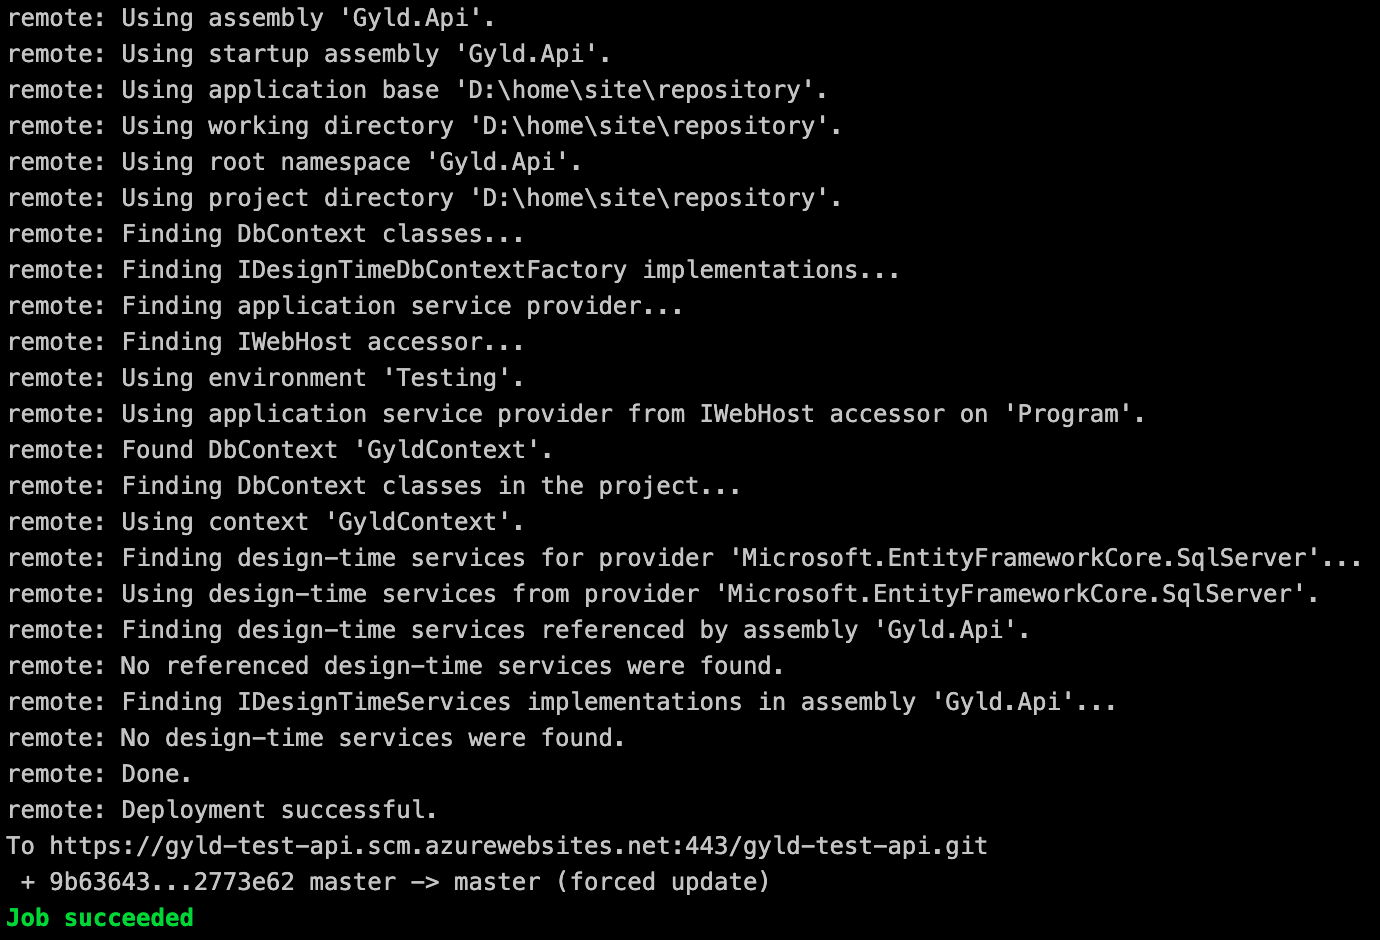 remote: Using assembly 'Gyld.Api'.
remote: Using startup assembly 'Gyld.Api'.
remote: Using application base 'D:\home\site\repository'.
remote: Using working directory 'D:\home\site\repository'.
remote: Using root namespace 'Gyld.Api'.
remote: Using project directory 'D:\home\site\repository'.
remote: Finding DbContext classes...
remote: Finding IDesignTimeDbContextFactory implementations...
remote: Finding application service provider...
remote: Finding IWebHost accessor...
remote: Using environment 'Testing'.
remote: Using application service provider from IWebHost accessor on 'Program'.
remote: Found DbContext 'GyldContext'.
remote: Finding DbContext classes in the project...
remote: Using context 'GyldContext'.
remote: Finding design-time services for provider 'Microsoft.EntityFrameworkCore.SqlServer'...
remote: Using design-time services from provider 'Microsoft.EntityFrameworkCore.SqlServer'.
remote: Finding design-time services referenced by assembly 'Gyld.Api'.
remote: No referenced design-time services were found.
remote: Finding IDesignTimeServices implementations in assembly 'Gyld.Api'...
remote: No design-time services were found.
remote: Done.
remote: Deployment successful.
To https://gyld-test-api.scm.azurewebsites.net:443/gyld-test-api.git
 + 9b63643...2773e62 master -> master (forced update)
Job succeeded